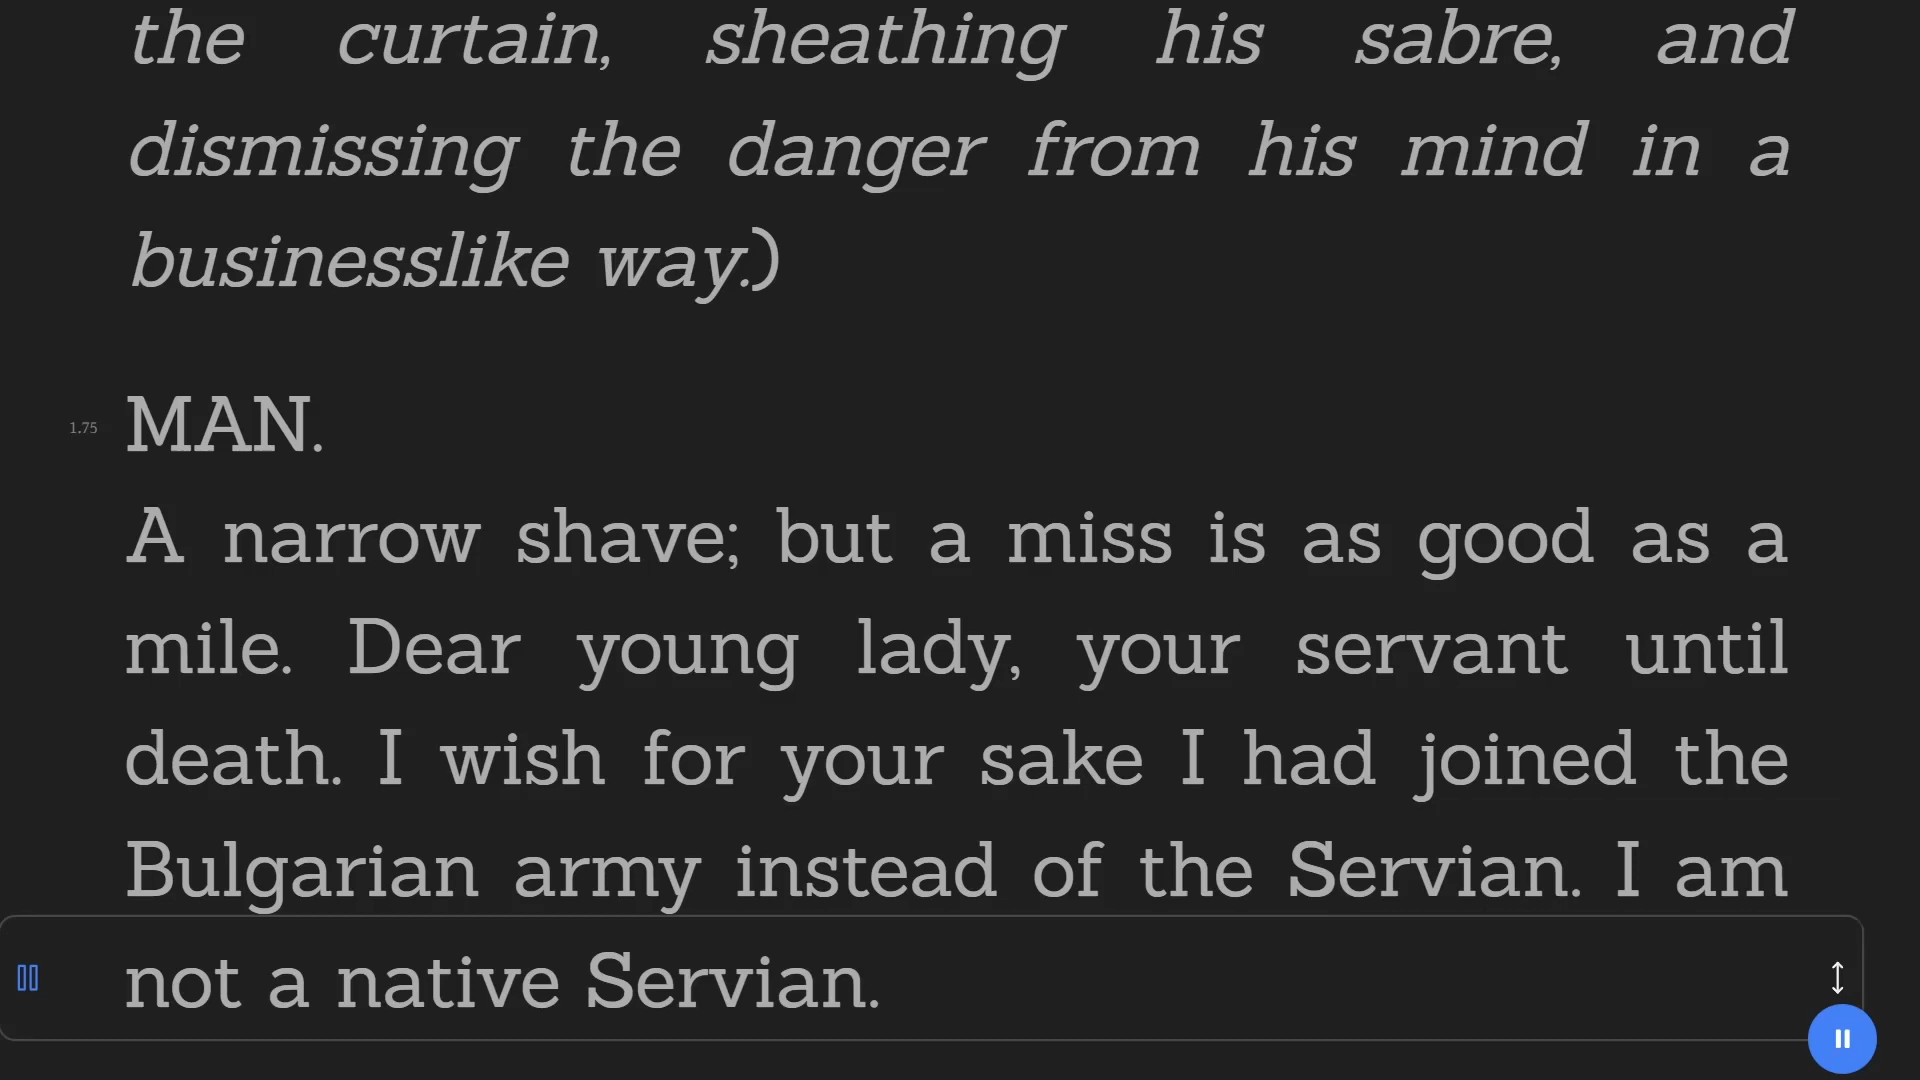 the curtain, sheathing his sabre, and
dismissing the danger from his mind in a
businesslike way.)
1.75
MAN.
A narrow shave; but a miss is as good as a
mile. Dear young lady, your servant until
death. I wish for your sake I had joined the
Bulgarian army instead of the Servian. I am
not a native Servian.